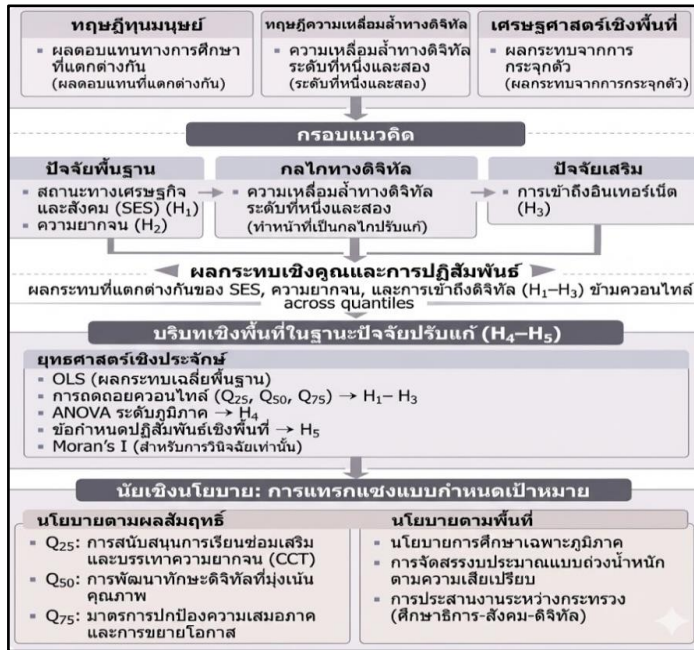 ทฤษฎีทุนมนุษย์
▪ ผลตอบแทนทางการศึกษา
ที่แตกต่างกัน
(ผลตอบแทนที่แตกต่างกัน)
ทฤษฎีความเหลื่อมล้ำทางดิจิทัล
▪ ความเหลื่อมล้ำทางดิจิทัล
ระดับที่หนึ่งและสอง
(ระดับที่หนึ่งและสอง)
เศรษฐศาสตร์เชิงพื้นที่
▪ ผลกระทบจากการ
กระจุกตัว
(ผลกระทบจากการกระจุกตัว)
กรอบแนวคิด
ปัจจัยพื้นฐาน
▪ สถานะทางเศรษฐกิจ
และสังคม (SES) (H₁)
▪ ความยากจน (H₂)
กลไกทางดิจิทัล
▪ ความเหลื่อมล้ำทางดิจิทัล
ระดับที่หนึ่งและสอง
(ทำหน้าที่เป็นกลไกปรับแก้)
ปัจจัยเสริม
▪ การเข้าถึงอินเทอร์เน็ต
(H₃)
ผลกระทบเชิงคูณและการปฏิสัมพันธ์
ผลกระทบที่แตกต่างกันของ SES, ความยากจน, และการเข้าถึงดิจิทัล (H₁–H₃) ข้ามควอนไทล์
across quantiles
บริบทเชิงพื้นที่ในฐานะปัจจัยปรับแก้ (H₄–H₅)
ยุทธศาสตร์เชิงประจักษ์
▪ OLS (ผลกระทบเฉลี่ยพื้นฐาน)
▪ การถดถอยควอนไทล์ (Q₂₅, Q₅₀, Q₇₅) → H₁– H₃
▪ ANOVA ระดับภูมิภาค → H₄
▪ ข้อกำหนดปฏิสัมพันธ์เชิงพื้นที่ → H₅
▪ Moran's I (สำหรับการวินิจฉัยเท่านั้น)
นัยเชิงนโยบาย: การแทรกแซงแบบกำหนดเป้าหมาย
นโยบายตามผลสัมฤทธิ์
▪ Q₂₅: การสนับสนุนการเรียนซ่อมเสริม
และบรรเทาความยากจน (CCT)
▪ Q₅₀: การพัฒนาทักษะดิจิทัลที่มุ่งเน้น
คุณภาพ
▪ Q₇₅: มาตรการปกป้องความเสมอภาค
และการขยายโอกาส
นโยบายตามพื้นที่
▪ นโยบายการศึกษาเฉพาะภูมิภาค
▪ การจัดสรรงบประมาณแบบถ่วงน้ำหนัก
ตามความเสียเปรียบ
▪ การประสานงานระหว่างกระทรวง
(ศึกษาธิการ-สังคม-ดิจิทัล)